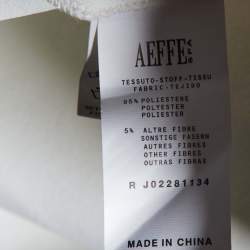 AEFFE
TESSUTO-STOFF-TISSU
FABRIC-TEJIDO
95% POLIESTERE
POLYESTER
POLIESTER
5% ALTRE FIBRE
SONSTIGE FASERN
AUTRES FIBRES
OTHER FIBRES
OUTRAS FIBRAS
R J02281134
MADE IN CHINA